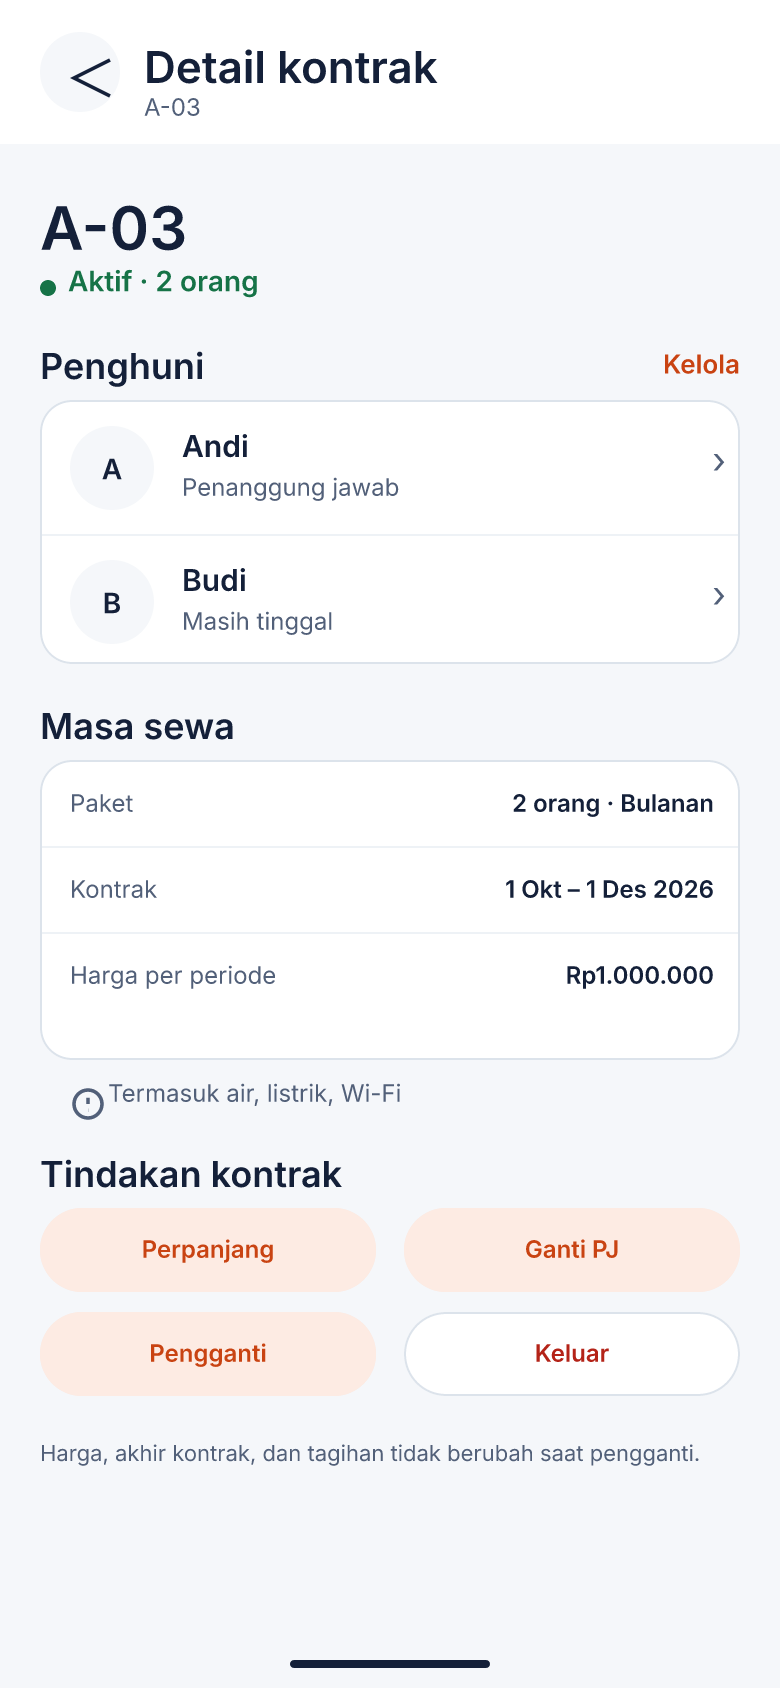 Detail kontrak
A-03
A-03
Aktif · 2 orang
Penghuni
Kelola
A
Andi
Penanggung jawab
›
B
Budi
Masih tinggal
›
Masa sewa
Paket
2 orang · Bulanan
Kontrak
1 Okt – 1 Des 2026
Harga per periode
Rp1.000.000
Termasuk air, listrik, Wi-Fi
Tindakan kontrak
Perpanjang
Ganti PJ
Pengganti
Keluar
Harga, akhir kontrak, dan tagihan tidak berubah saat pengganti.